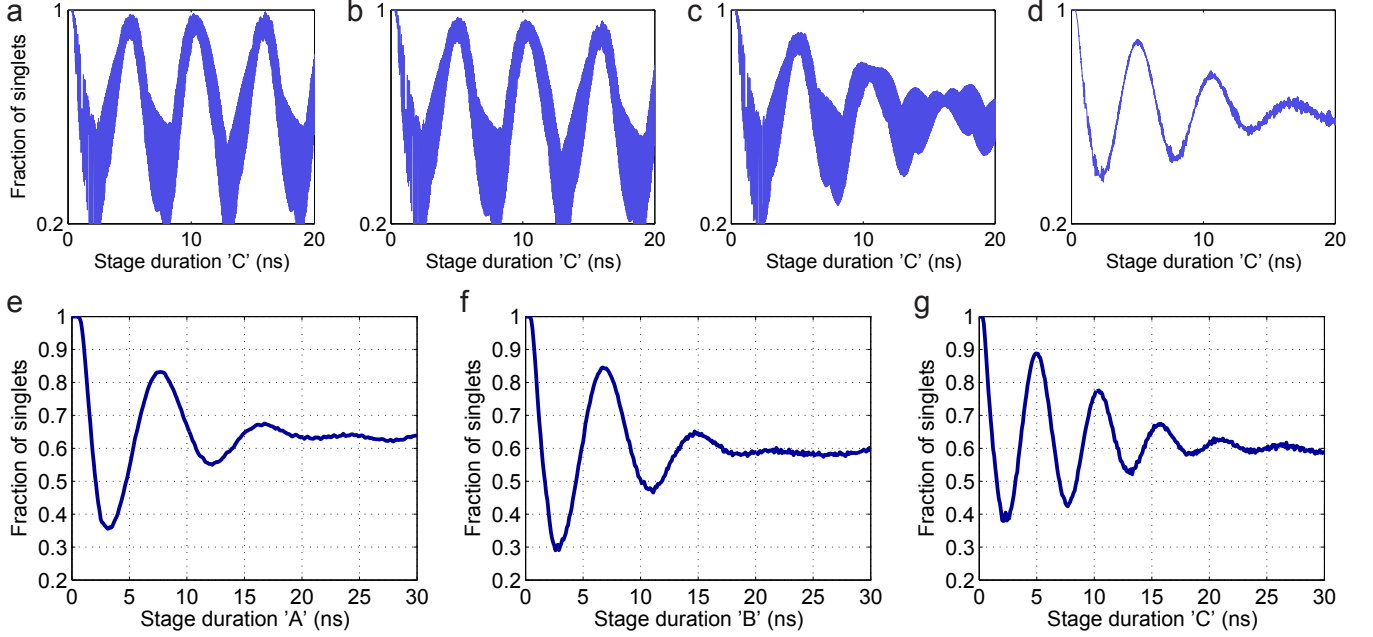 a b c d
Fraction of singlets
1 1 1 1
0.2 0.2 0.2 0.2
0 10 20 0 10 20 0 10 20 0 10 20
Stage duration 'C' (ns) Stage duration 'C' (ns) Stage duration 'C' (ns) Stage duration 'C' (ns)
e f g
Fraction of singlets Fraction of singlets Fraction of singlets
1 1 1
0.9 0.9 0.9
0.8 0.8 0.8
0.7 0.7 0.7
0.6 0.6 0.6
0.5 0.5 0.5
0.4 0.4 0.4
0.3 0.3 0.3
0.2 0.2 0.2
0 5 10 15 20 25 30 0 5 10 15 20 25 30 0 5 10 15 20 25 30
Stage duration 'A' (ns) Stage duration 'B' (ns) Stage duration 'C' (ns)